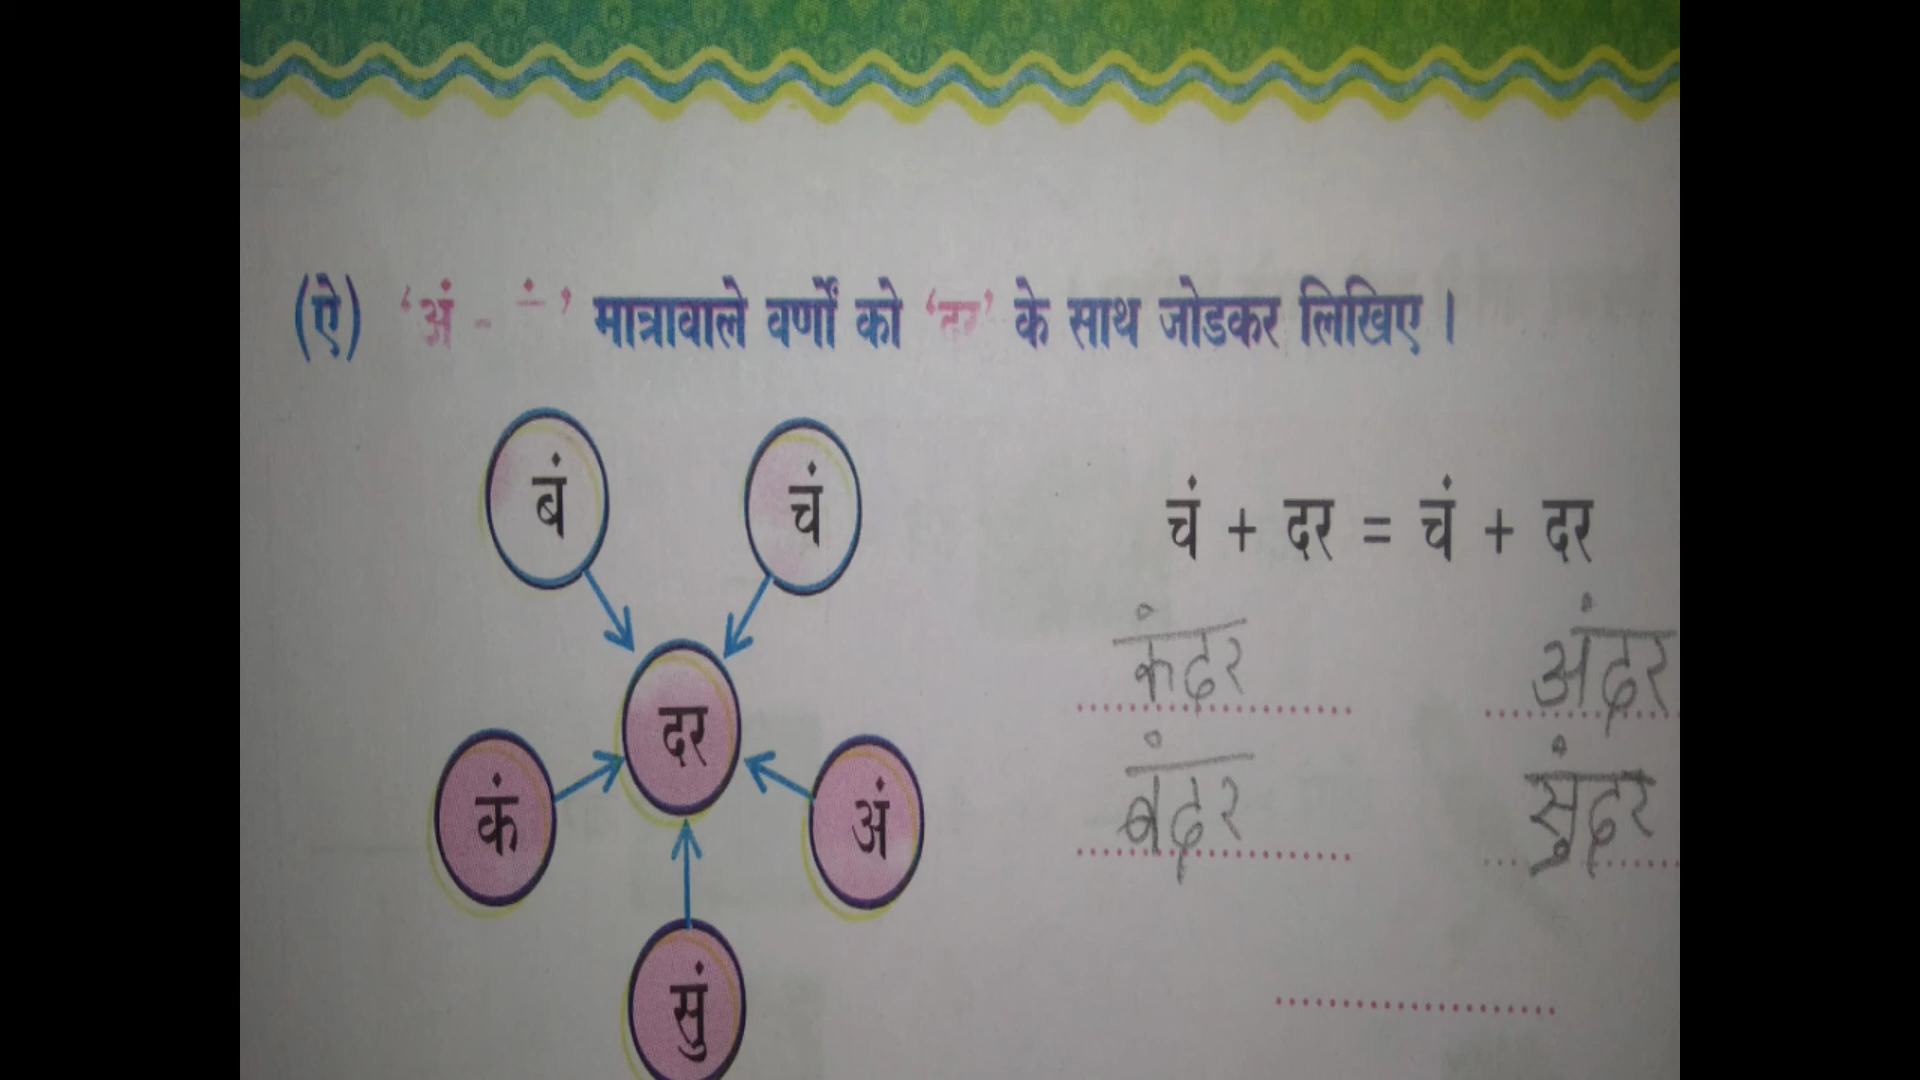 (ऐ) ‘अं - ं’ मात्रावाले वर्णों को ‘दर’ के साथ जोडकर लिखिए ।
बं चं
चं + दर = चं + दर
कंदर अंदर
दर
बंदर सुंदर
कं अं
सुं